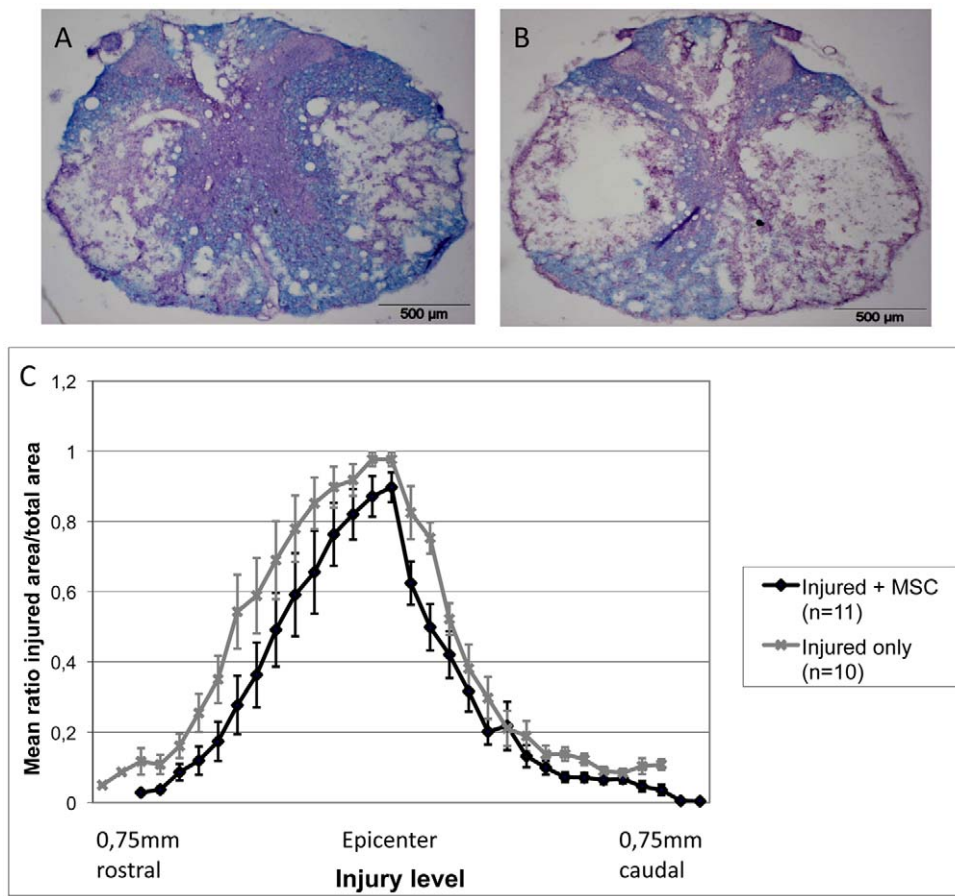 A
500 µm
B
500 µm
C
Mean ratio injured area/total area
1,2
1
0,8
0,6
0,4
0,2
0
0,75mm
rostral
Epicenter
0,75mm
caudal
Injury level
Injured + MSC
(n=11)
Injured only
(n=10)